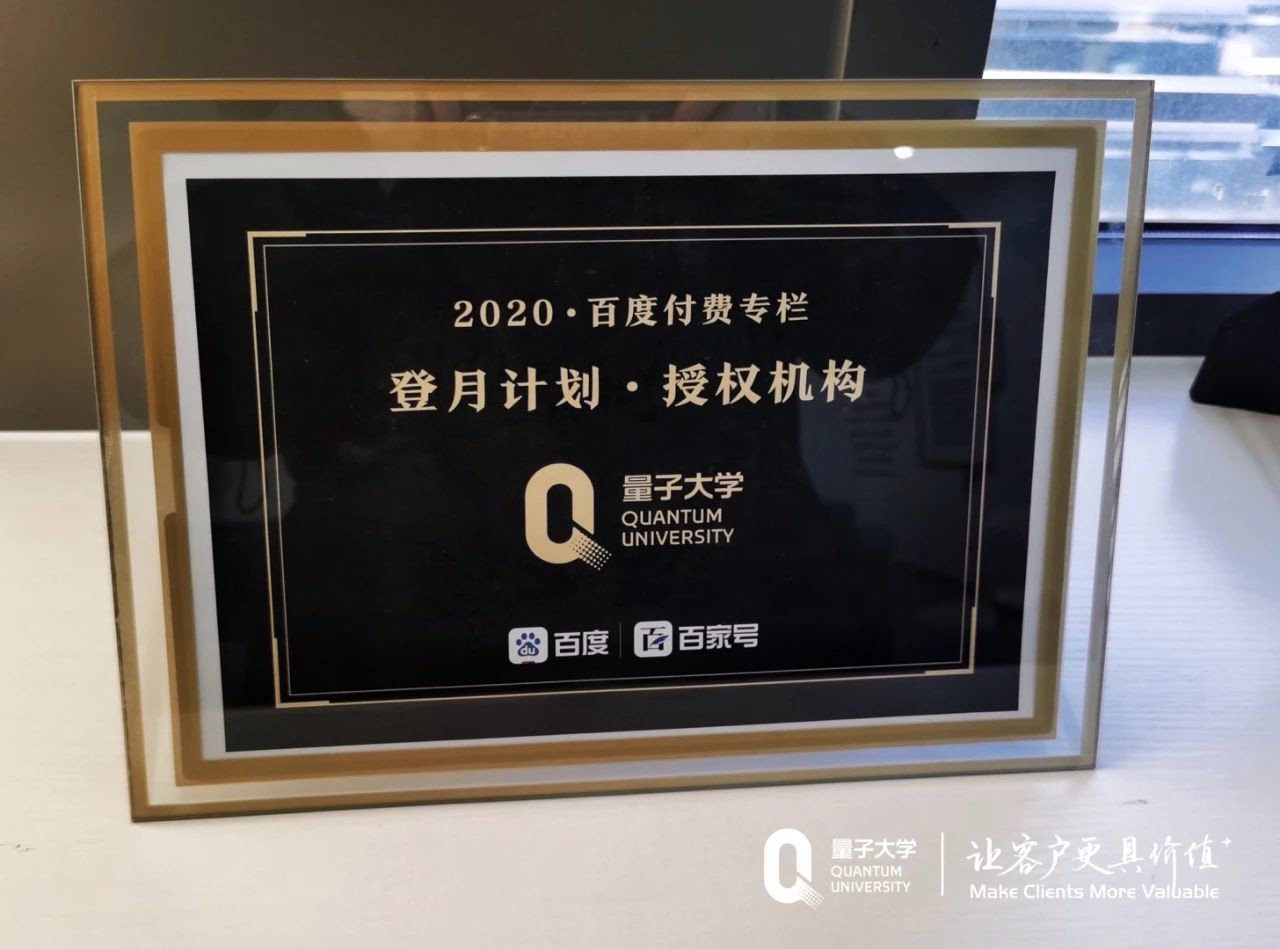 2020·百度付费专栏
登月计划·授权机构
量子大学
QUANTUM
UNIVERSITY
du 百度 百家号
量子大学
QUANTUM
UNIVERSITY
让客户更具价值+
Make Clients More Valuable